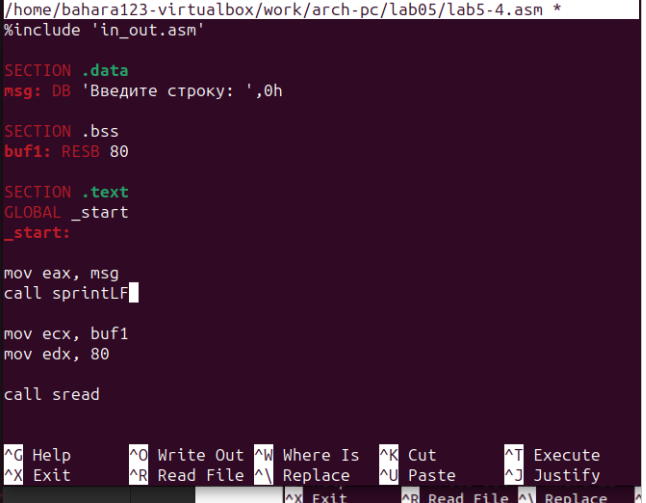 /home/bahara123-virtualbox/work/arch-pc/lab05/lab5-4.asm *
%include 'in_out.asm'
SECTION .data
msg: DB 'Введите строку: ',0h
SECTION .bss
buf1: RESB 80
SECTION .text
GLOBAL _start
_start:
mov eax, msg
call sprintLF
mov ecx, buf1
mov edx, 80
call sread
^G Help ^O Write Out ^W Where Is ^K Cut ^T Execute
^X Exit ^R Read File ^\ Replace ^U Paste ^J Justify
^X Exit ^R Read File ^\ Replace